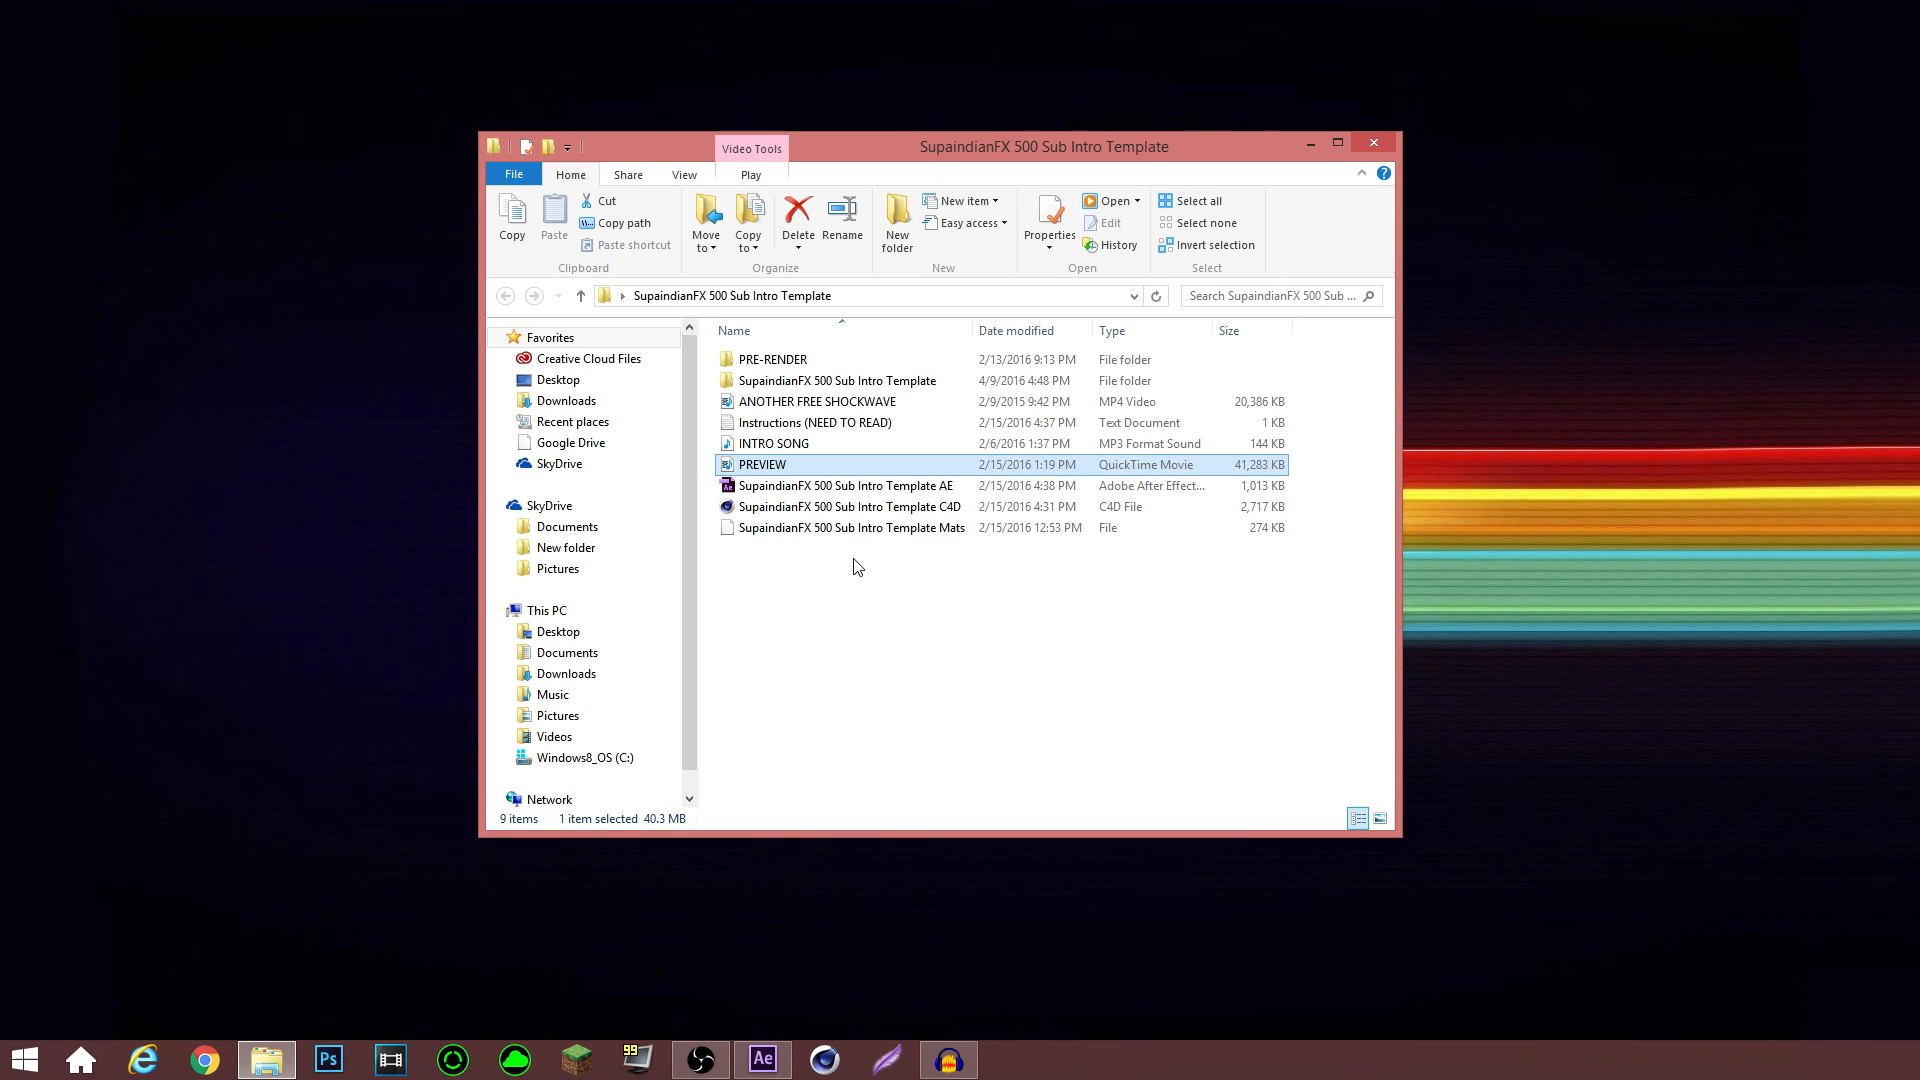 Video Tools
SupaindianFX 500 Sub Intro Template
File Home Share View Play
Copy
Paste
Cut
Copy path
Paste shortcut
Clipboard
Move to
Copy to
Delete
Rename
Organize
New folder
New item
Easy access
New
Properties
Open
Edit
History
Open
Select all
Select none
Invert selection
Select
SupaindianFX 500 Sub Intro Template
Search SupaindianFX 500 Sub ...
Favorites
Creative Cloud Files
Desktop
Downloads
Recent places
Google Drive
SkyDrive
SkyDrive
Documents
New folder
Pictures
This PC
Desktop
Documents
Downloads
Music
Pictures
Videos
Windows8_OS (C:)
Network
Name Date modified Type Size
PRE-RENDER 2/13/2016 9:13 PM File folder
SupaindianFX 500 Sub Intro Template 4/9/2016 4:48 PM File folder
ANOTHER FREE SHOCKWAVE 2/9/2015 9:42 PM MP4 Video 20,386 KB
Instructions (NEED TO READ) 2/15/2016 4:37 PM Text Document 1 KB
INTRO SONG 2/6/2016 1:37 PM MP3 Format Sound 144 KB
PREVIEW 2/15/2016 1:19 PM QuickTime Movie 41,283 KB
SupaindianFX 500 Sub Intro Template AE 2/15/2016 4:38 PM Adobe After Effect... 1,013 KB
SupaindianFX 500 Sub Intro Template C4D 2/15/2016 4:31 PM C4D File 2,717 KB
SupaindianFX 500 Sub Intro Template Mats 2/15/2016 12:53 PM File 274 KB
9 items 1 item selected 40.3 MB
Ps
99
Ae